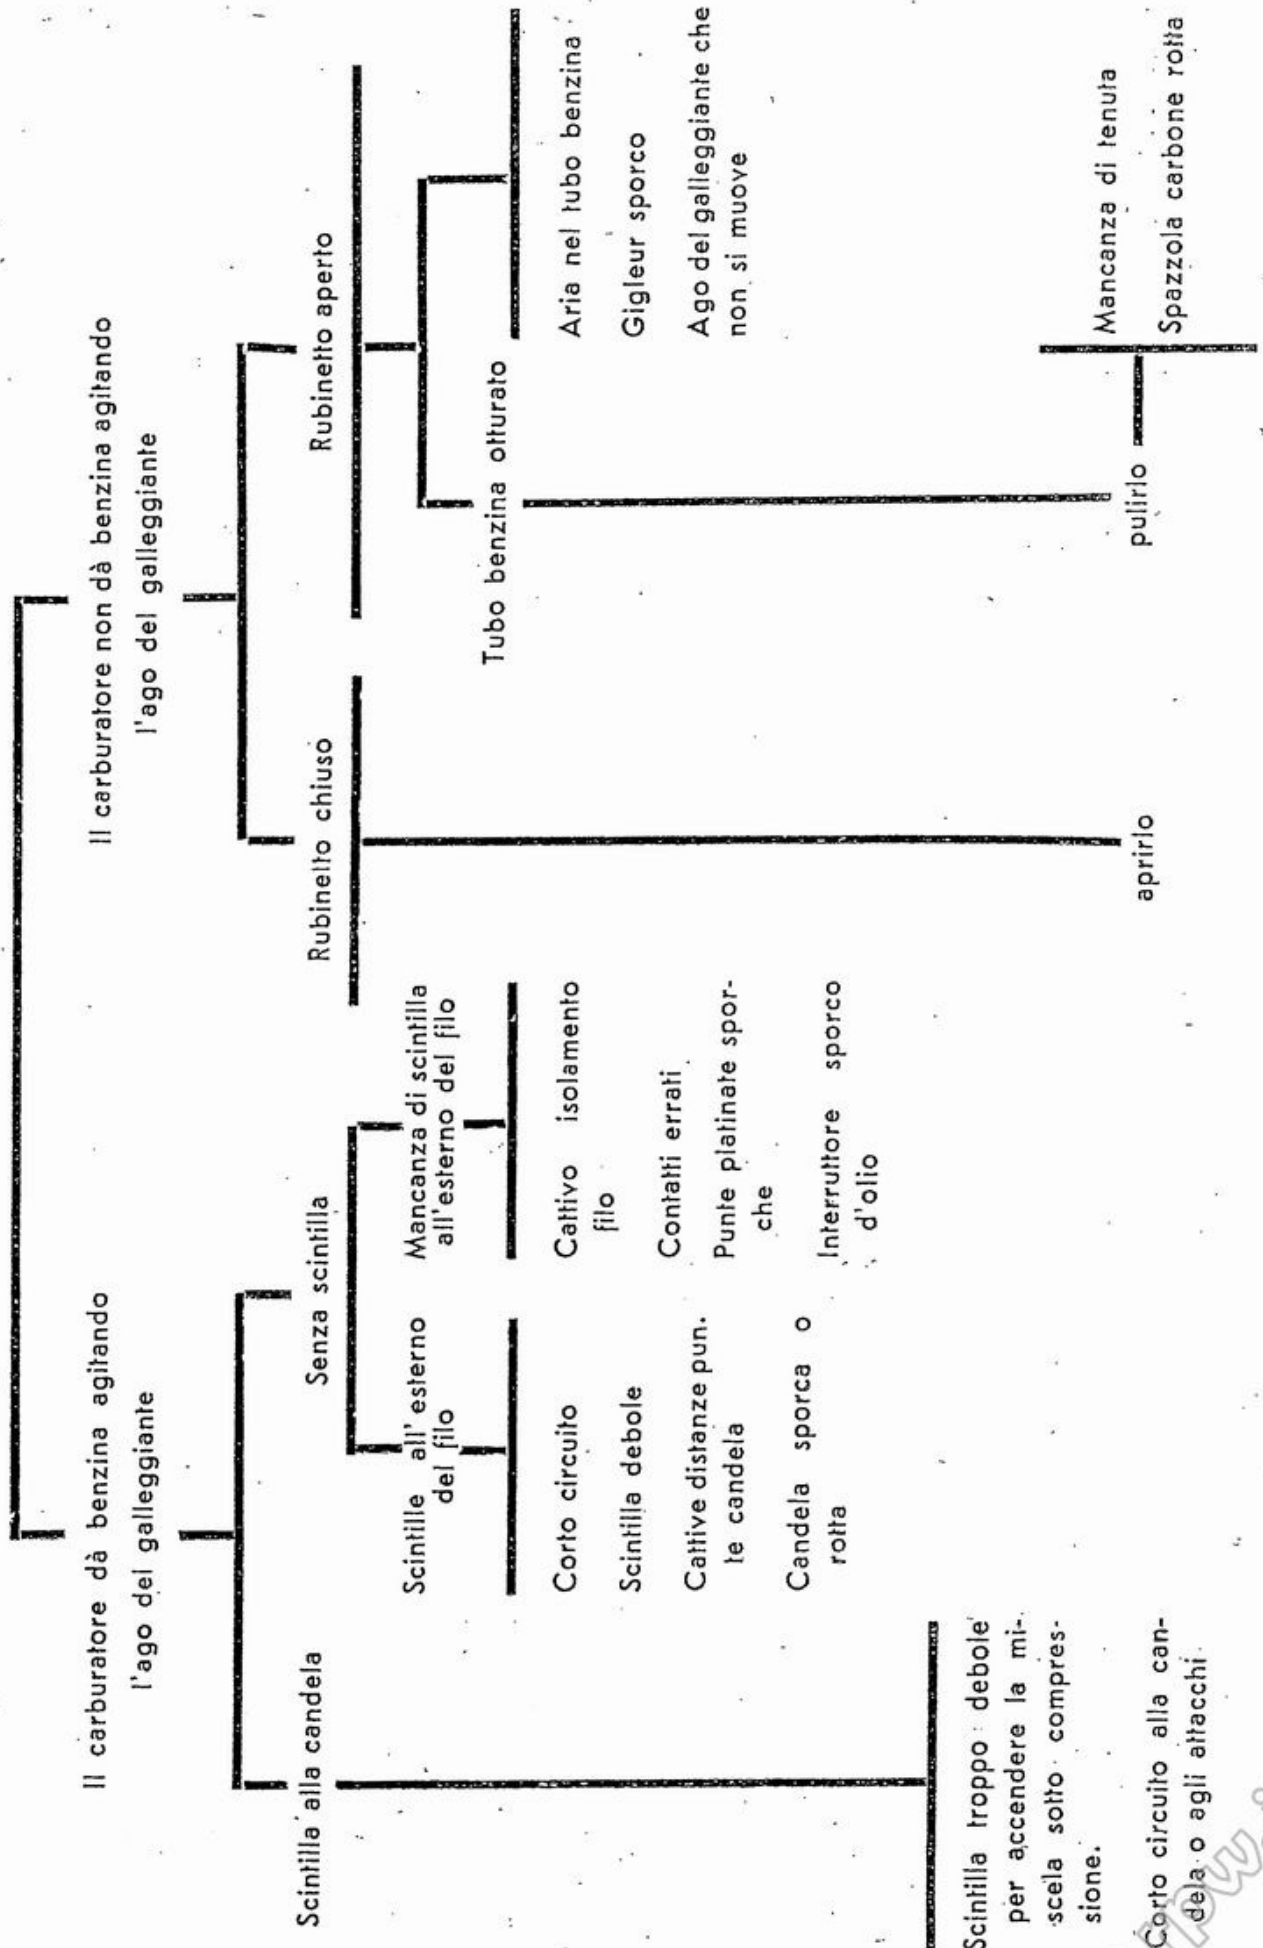 Il carburatore dà benzina agitando
l'ago del galleggiante
Il carburatore non dà benzina agitando
l'ago del galleggiante
Scintilla alla candela
Senza scintilla
Rubinetto chiuso
Rubinetto aperto
Scintille all' esterno
del filo
Mancanza di scintilla
all'esterno del filo
Tubo benzina otturato
Corto circuito
Scintilla debole
Cattive distanze pun.
te candela
Candela sporca o
rotta
Cattivo isolamento
filo
Contatti errati
Punte platinate spor-
che
Interruttore sporco
d'olio
Aria nel tubo benzina
Gigleur sporco
Ago del galleggiante che
non si muove
Scintilla troppo debole
per accendere la mi-
scela sotto compres-
sione.
Corto circuito alla can-
dela o agli attacchi
aprirlo
pulirlo
Mancanza di tenuta
Spazzola carbone rotta